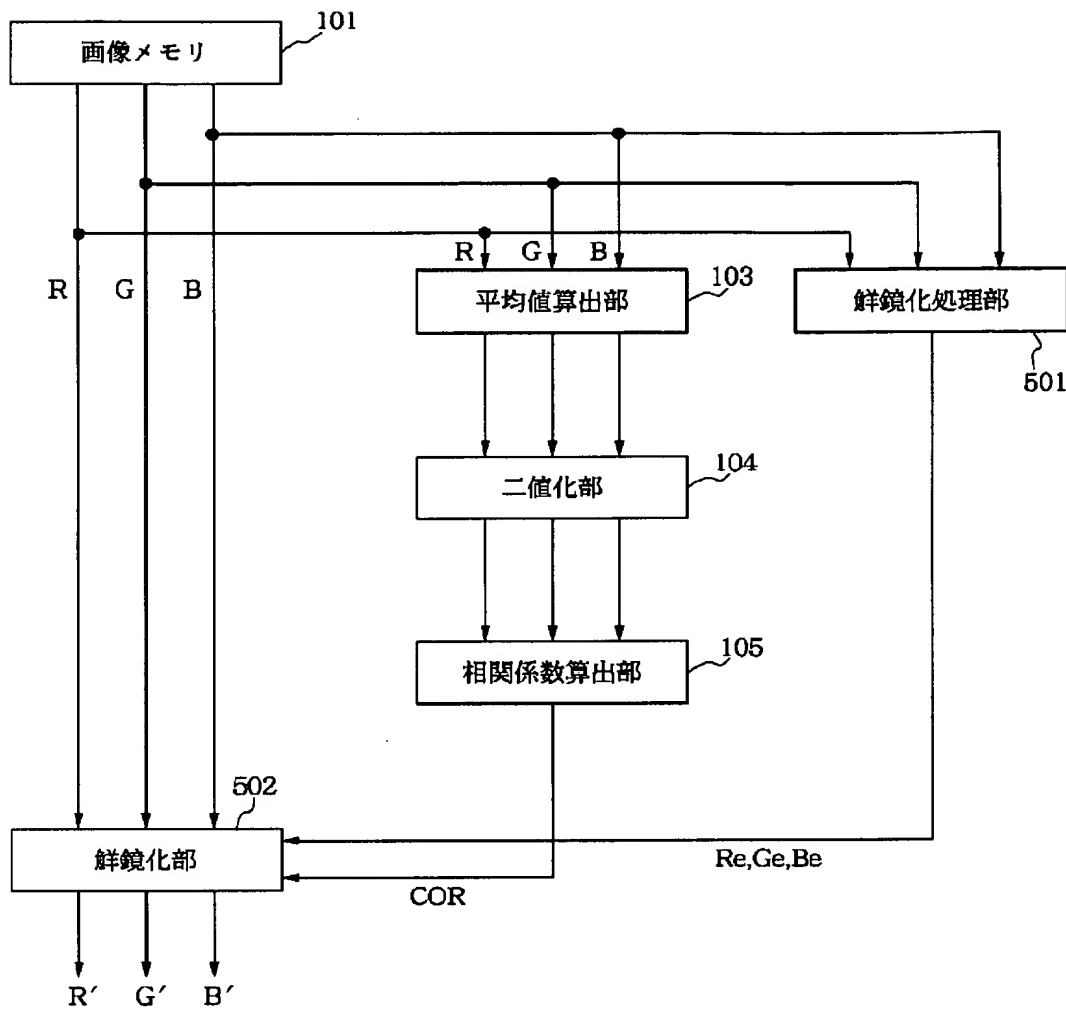 101
画像メモリ
R G B
R G B
103
平均値算出部
鮮鏡化処理部
501
104
二値化部
105
相関係数算出部
502
鮮鏡化部
Re,Ge,Be
COR
R′ G′ B′